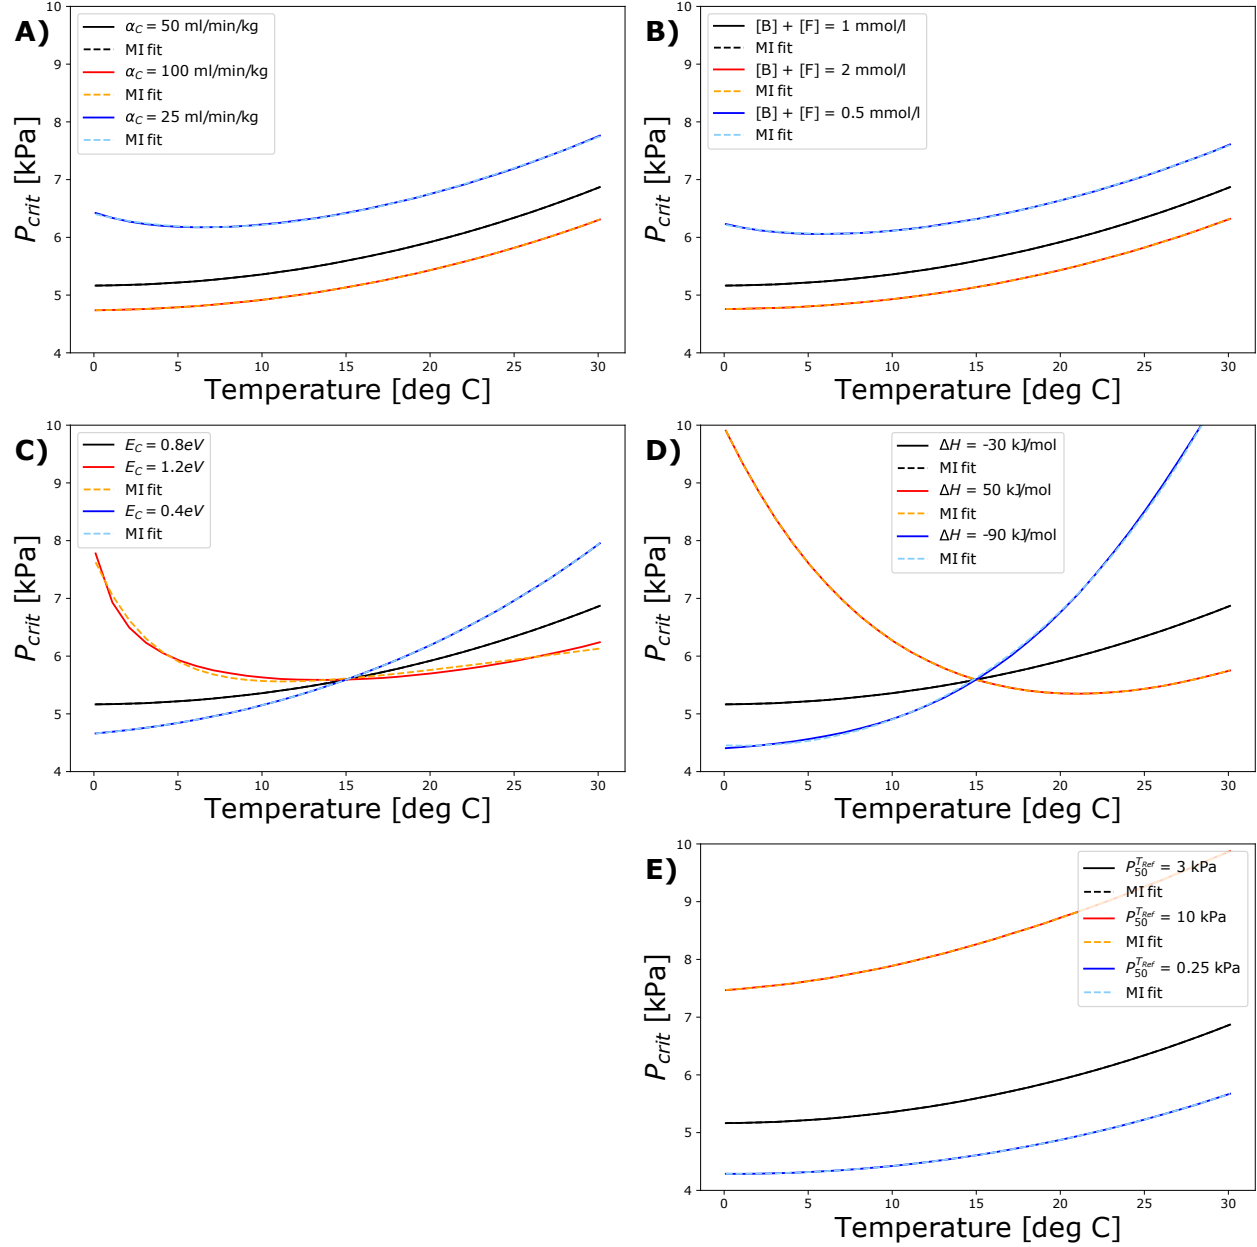 A)
α_C = 50 ml/min/kg
MI fit
α_C = 100 ml/min/kg
MI fit
α_C = 25 ml/min/kg
MI fit
10
9
8
7
6
5
4
P_crit [kPa]
0 5 10 15 20 25 30
Temperature [deg C]
B)
[B] + [F] = 1 mmol/l
MI fit
[B] + [F] = 2 mmol/l
MI fit
[B] + [F] = 0.5 mmol/l
MI fit
10
9
8
7
6
5
4
P_crit [kPa]
0 5 10 15 20 25 30
Temperature [deg C]
C)
E_C = 0.8eV
E_C = 1.2eV
MI fit
E_C = 0.4eV
MI fit
10
9
8
7
6
5
4
P_crit [kPa]
0 5 10 15 20 25 30
Temperature [deg C]
D)
ΔH = -30 kJ/mol
MI fit
ΔH = 50 kJ/mol
MI fit
ΔH = -90 kJ/mol
MI fit
10
9
8
7
6
5
4
P_crit [kPa]
0 5 10 15 20 25 30
Temperature [deg C]
E)
P_50^T_Ref = 3 kPa
MI fit
P_50^T_Ref = 10 kPa
MI fit
P_50^T_Ref = 0.25 kPa
MI fit
10
9
8
7
6
5
4
P_crit [kPa]
0 5 10 15 20 25 30
Temperature [deg C]